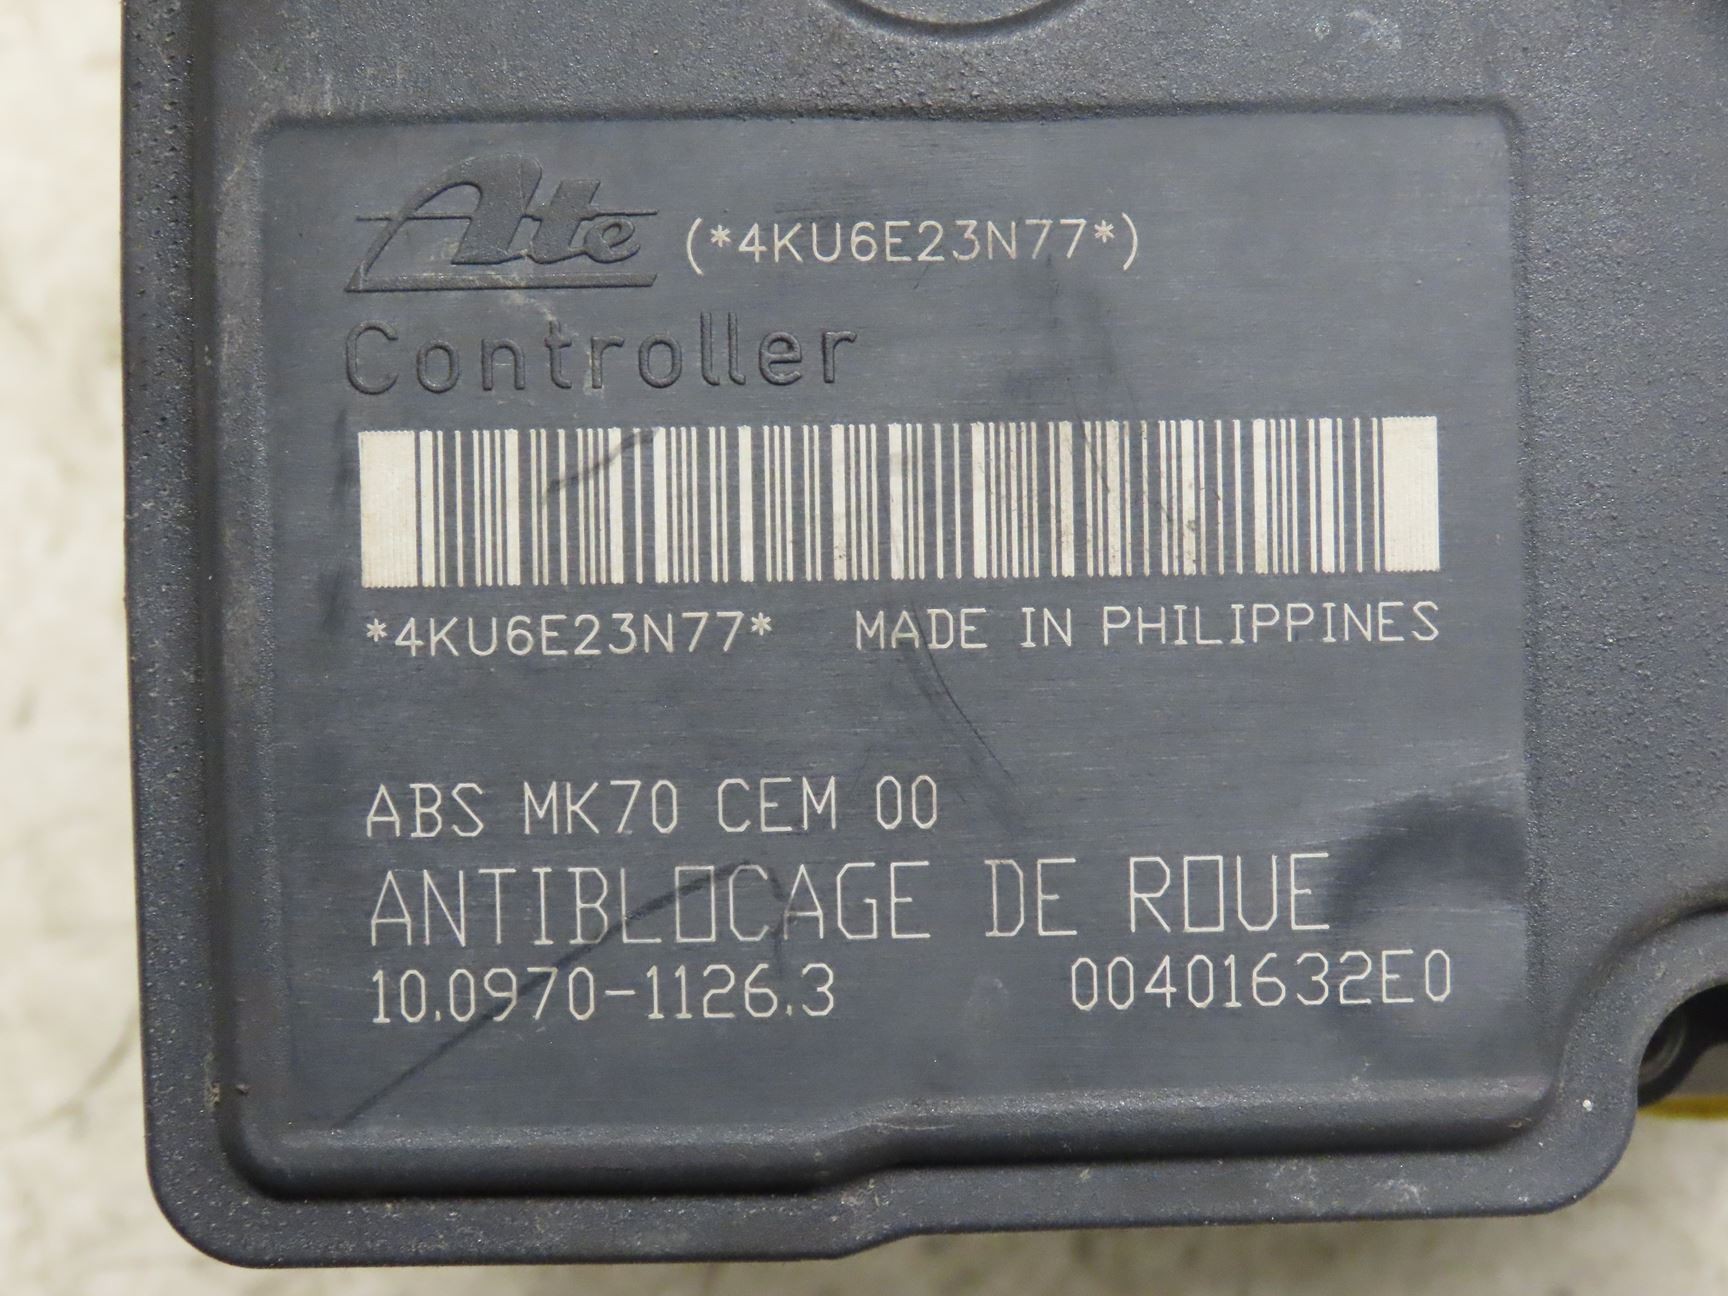 Ate (*4KU6E23N77*)
Controller
*4KU6E23N77* MADE IN PHILIPPINES
ABS MK70 CEM 00
ANTIBLOCAGE DE ROUE
10.0970-1126.3 00401632E0